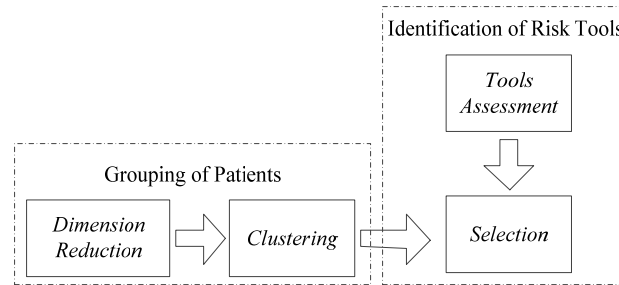 Identification of Risk Tools
Tools
Assessment
Grouping of Patients
Dimension
Reduction
Clustering
Selection